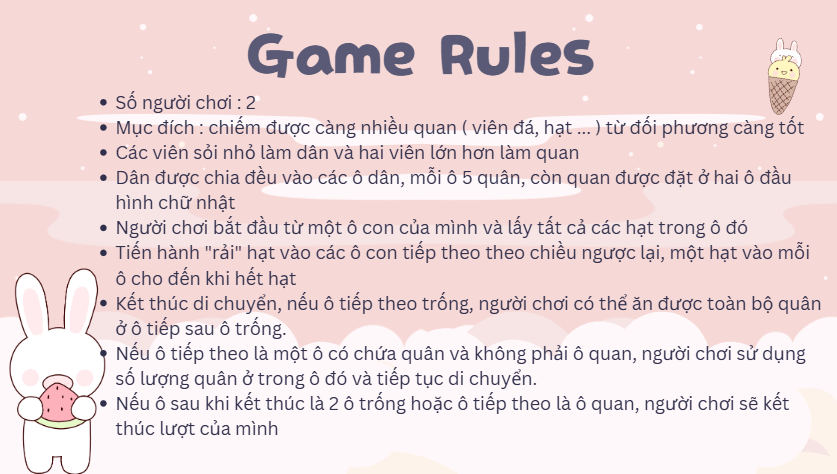 Game Rules
• Số người chơi : 2
• Mục đích : chiếm được càng nhiều quan ( viên đá, hạt ... ) từ đối phương càng tốt
• Các viên sỏi nhỏ làm dân và hai viên lớn hơn làm quan
• Dân được chia đều vào các ô dân, mỗi ô 5 quân, còn quan được đặt ở hai ô đầu
hình chữ nhật
• Người chơi bắt đầu từ một ô con của mình và lấy tất cả các hạt trong ô đó
• Tiến hành "rải" hạt vào các ô con tiếp theo theo chiều ngược lại, một hạt vào mỗi
ô cho đến khi hết hạt
• Kết thúc di chuyển, nếu ô tiếp theo trống, người chơi có thể ăn được toàn bộ quân
ở ô tiếp sau ô trống.
• Nếu ô tiếp theo là một ô có chứa quân và không phải ô quan, người chơi sử dụng
số lượng quân ở trong ô đó và tiếp tục di chuyển.
• Nếu ô sau khi kết thúc là 2 ô trống hoặc ô tiếp theo là ô quan, người chơi sẽ kết
thúc lượt của mình